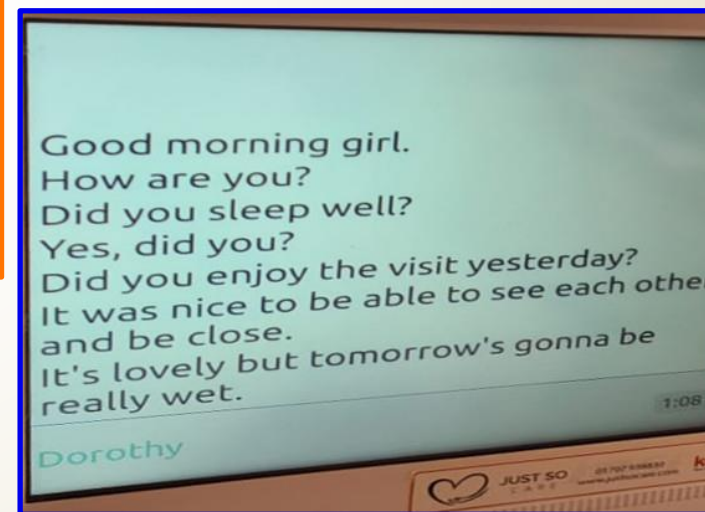 Good morning girl.
How are you?
Did you sleep well?
Yes, did you?
Did you enjoy the visit yesterday?
It was nice to be able to see each othe
and be close.
It's lovely but tomorrow's gonna be
really wet.
1:08
Dorothy
JUST SO
CARE